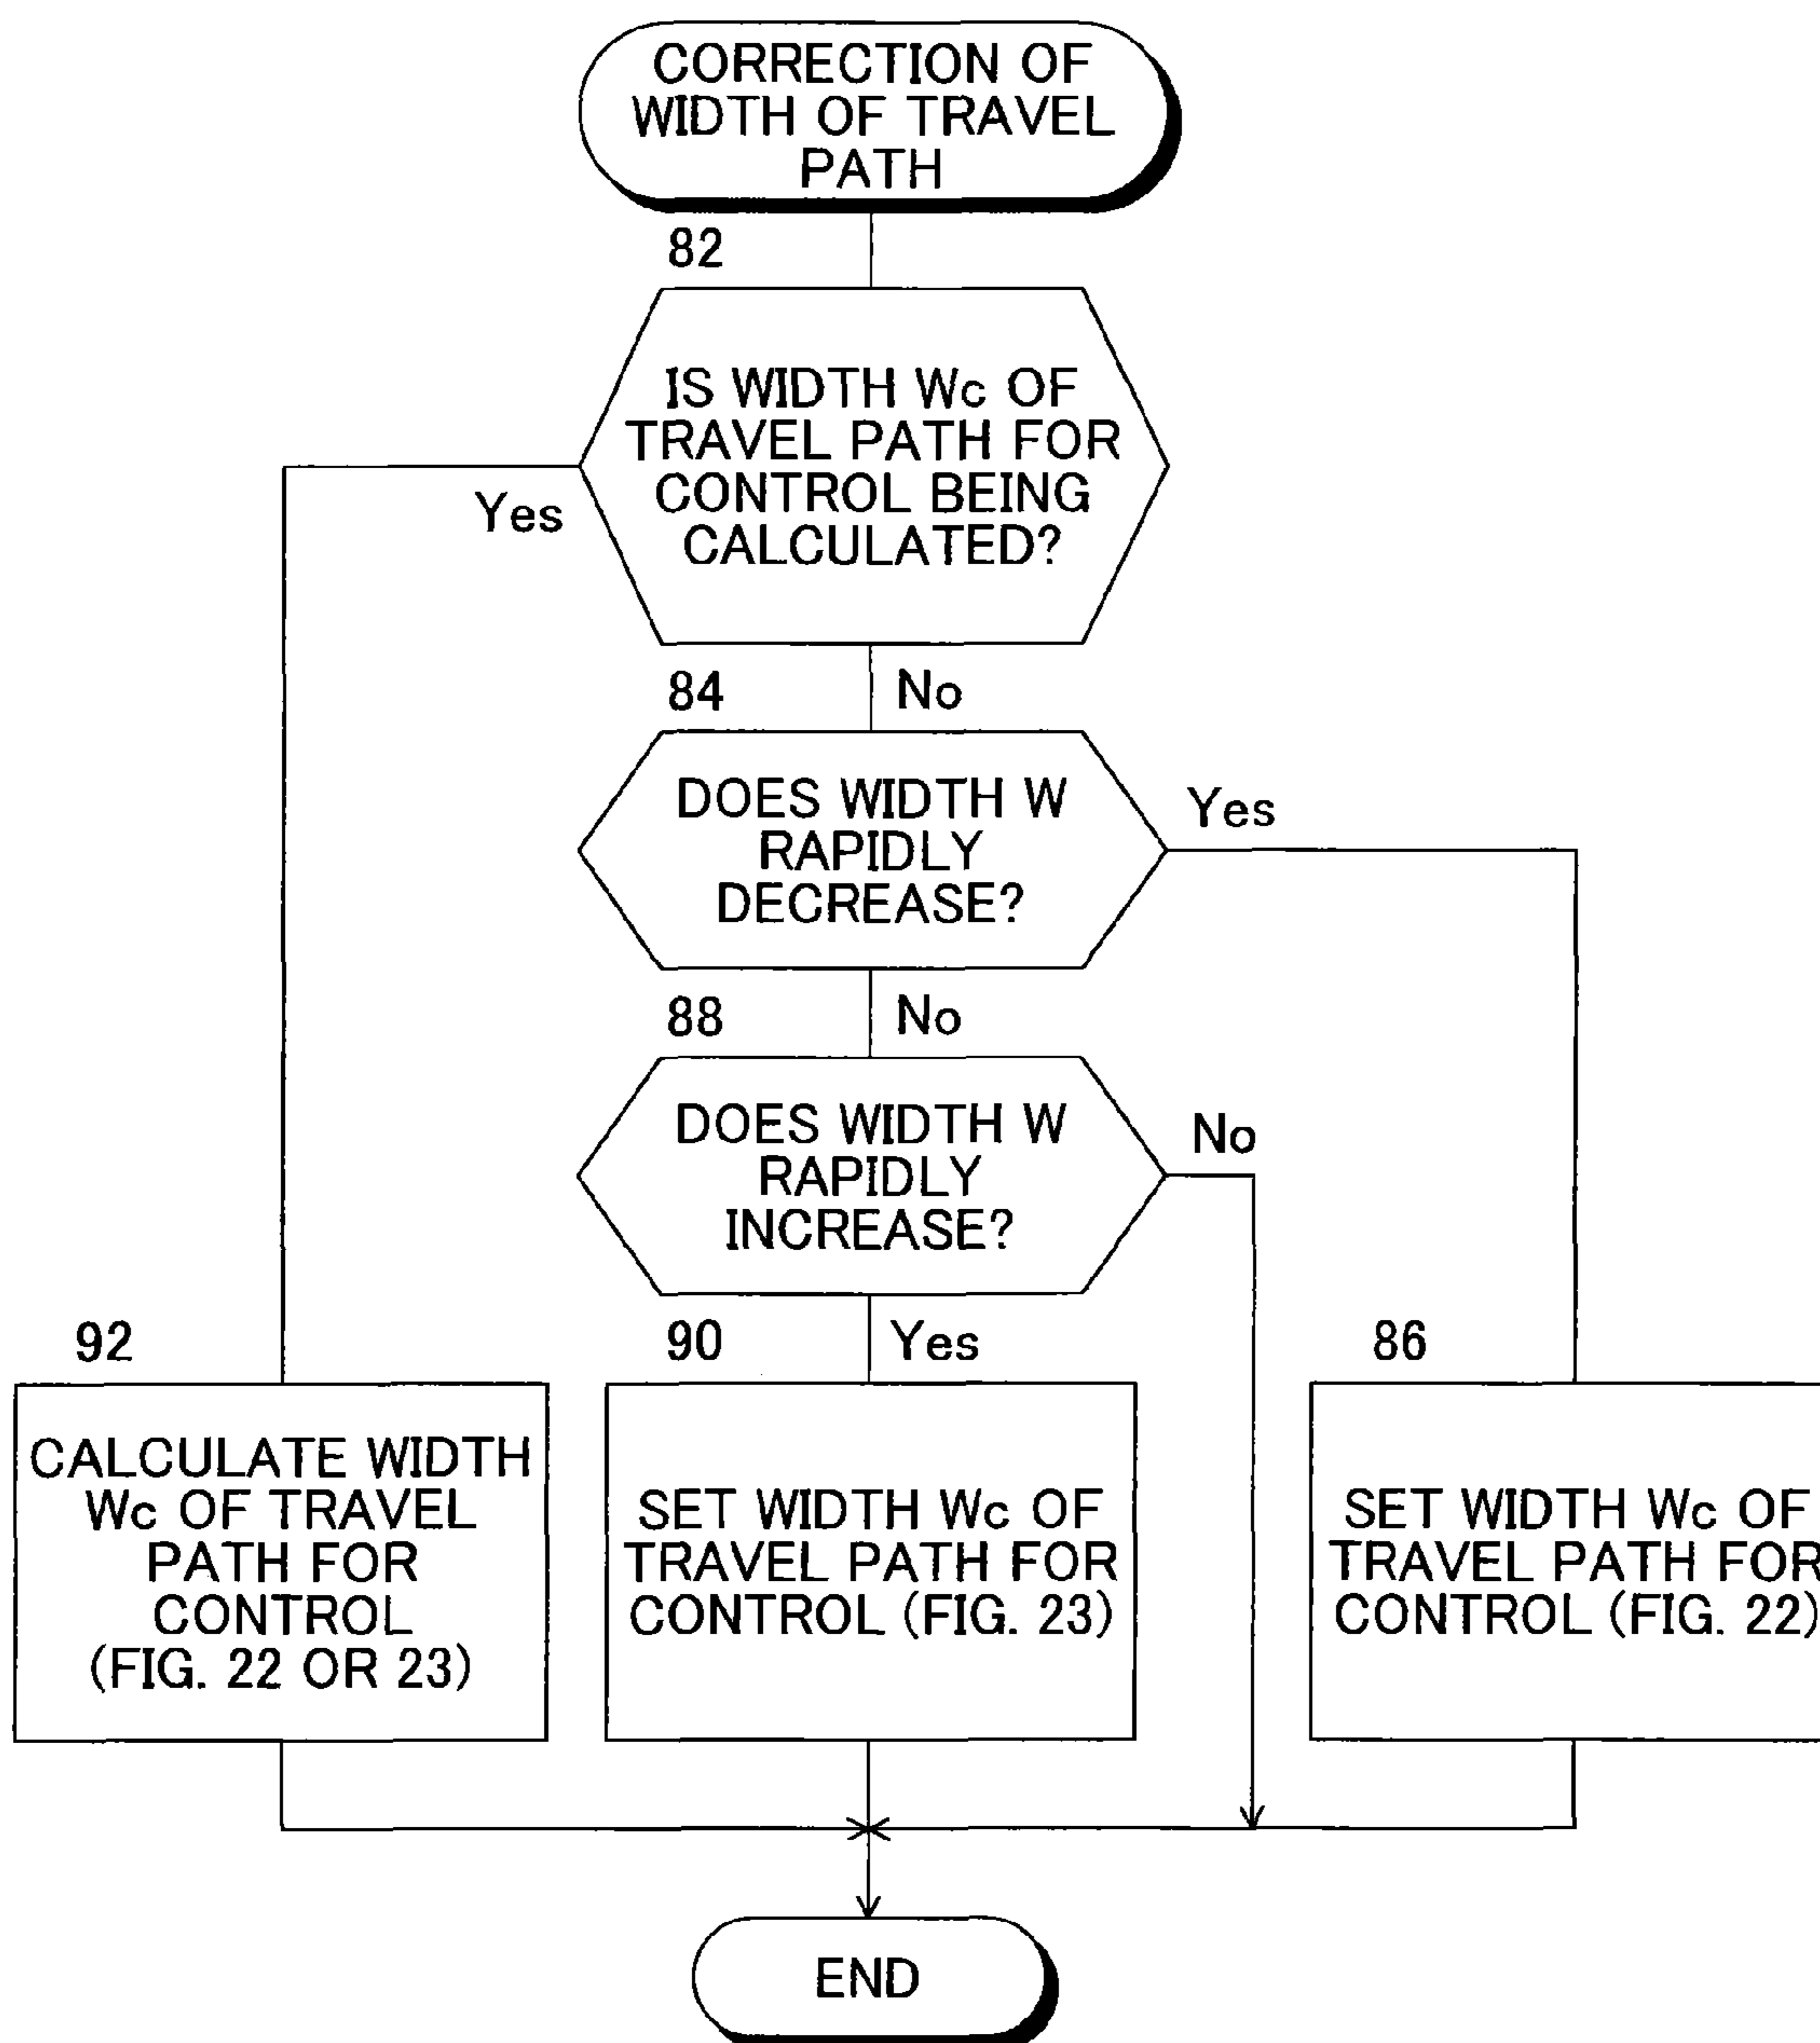 CORRECTION OF
WIDTH OF TRAVEL
PATH
82
IS WIDTH Wc OF
TRAVEL PATH FOR
CONTROL BEING
CALCULATED?
Yes
84
No
DOES WIDTH W
RAPIDLY
DECREASE?
Yes
88
No
DOES WIDTH W
RAPIDLY
INCREASE?
No
92
90
Yes
86
CALCULATE WIDTH
Wc OF TRAVEL
PATH FOR
CONTROL
(FIG. 22 OR 23)
SET WIDTH Wc OF
TRAVEL PATH FOR
CONTROL (FIG. 23)
SET WIDTH Wc OF
TRAVEL PATH FOR
CONTROL (FIG. 22)
END